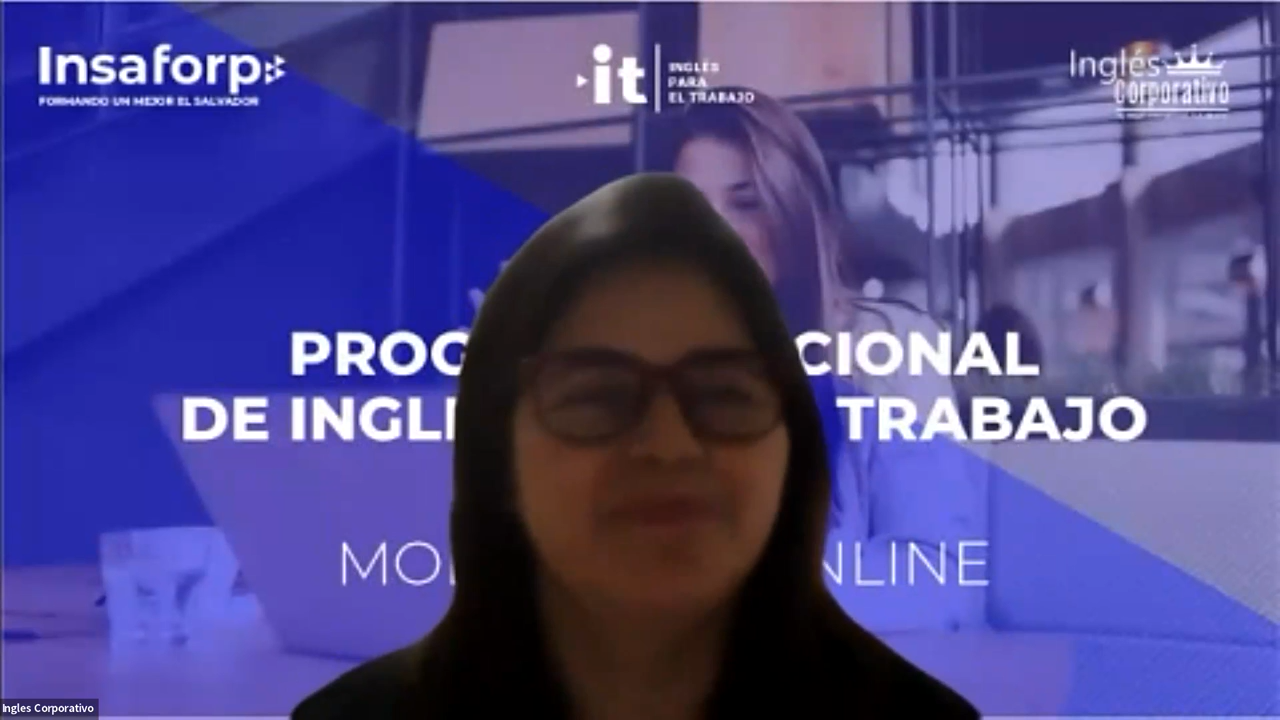 Insaforp
FORMANDO UN MEJOR EL SALVADOR
it
INGLÉS
PARA
EL TRABAJO
Inglés
corporativo
PROG CIONAL
DE INGL TRABAJO
MO NLINE
Ingles Corporativo